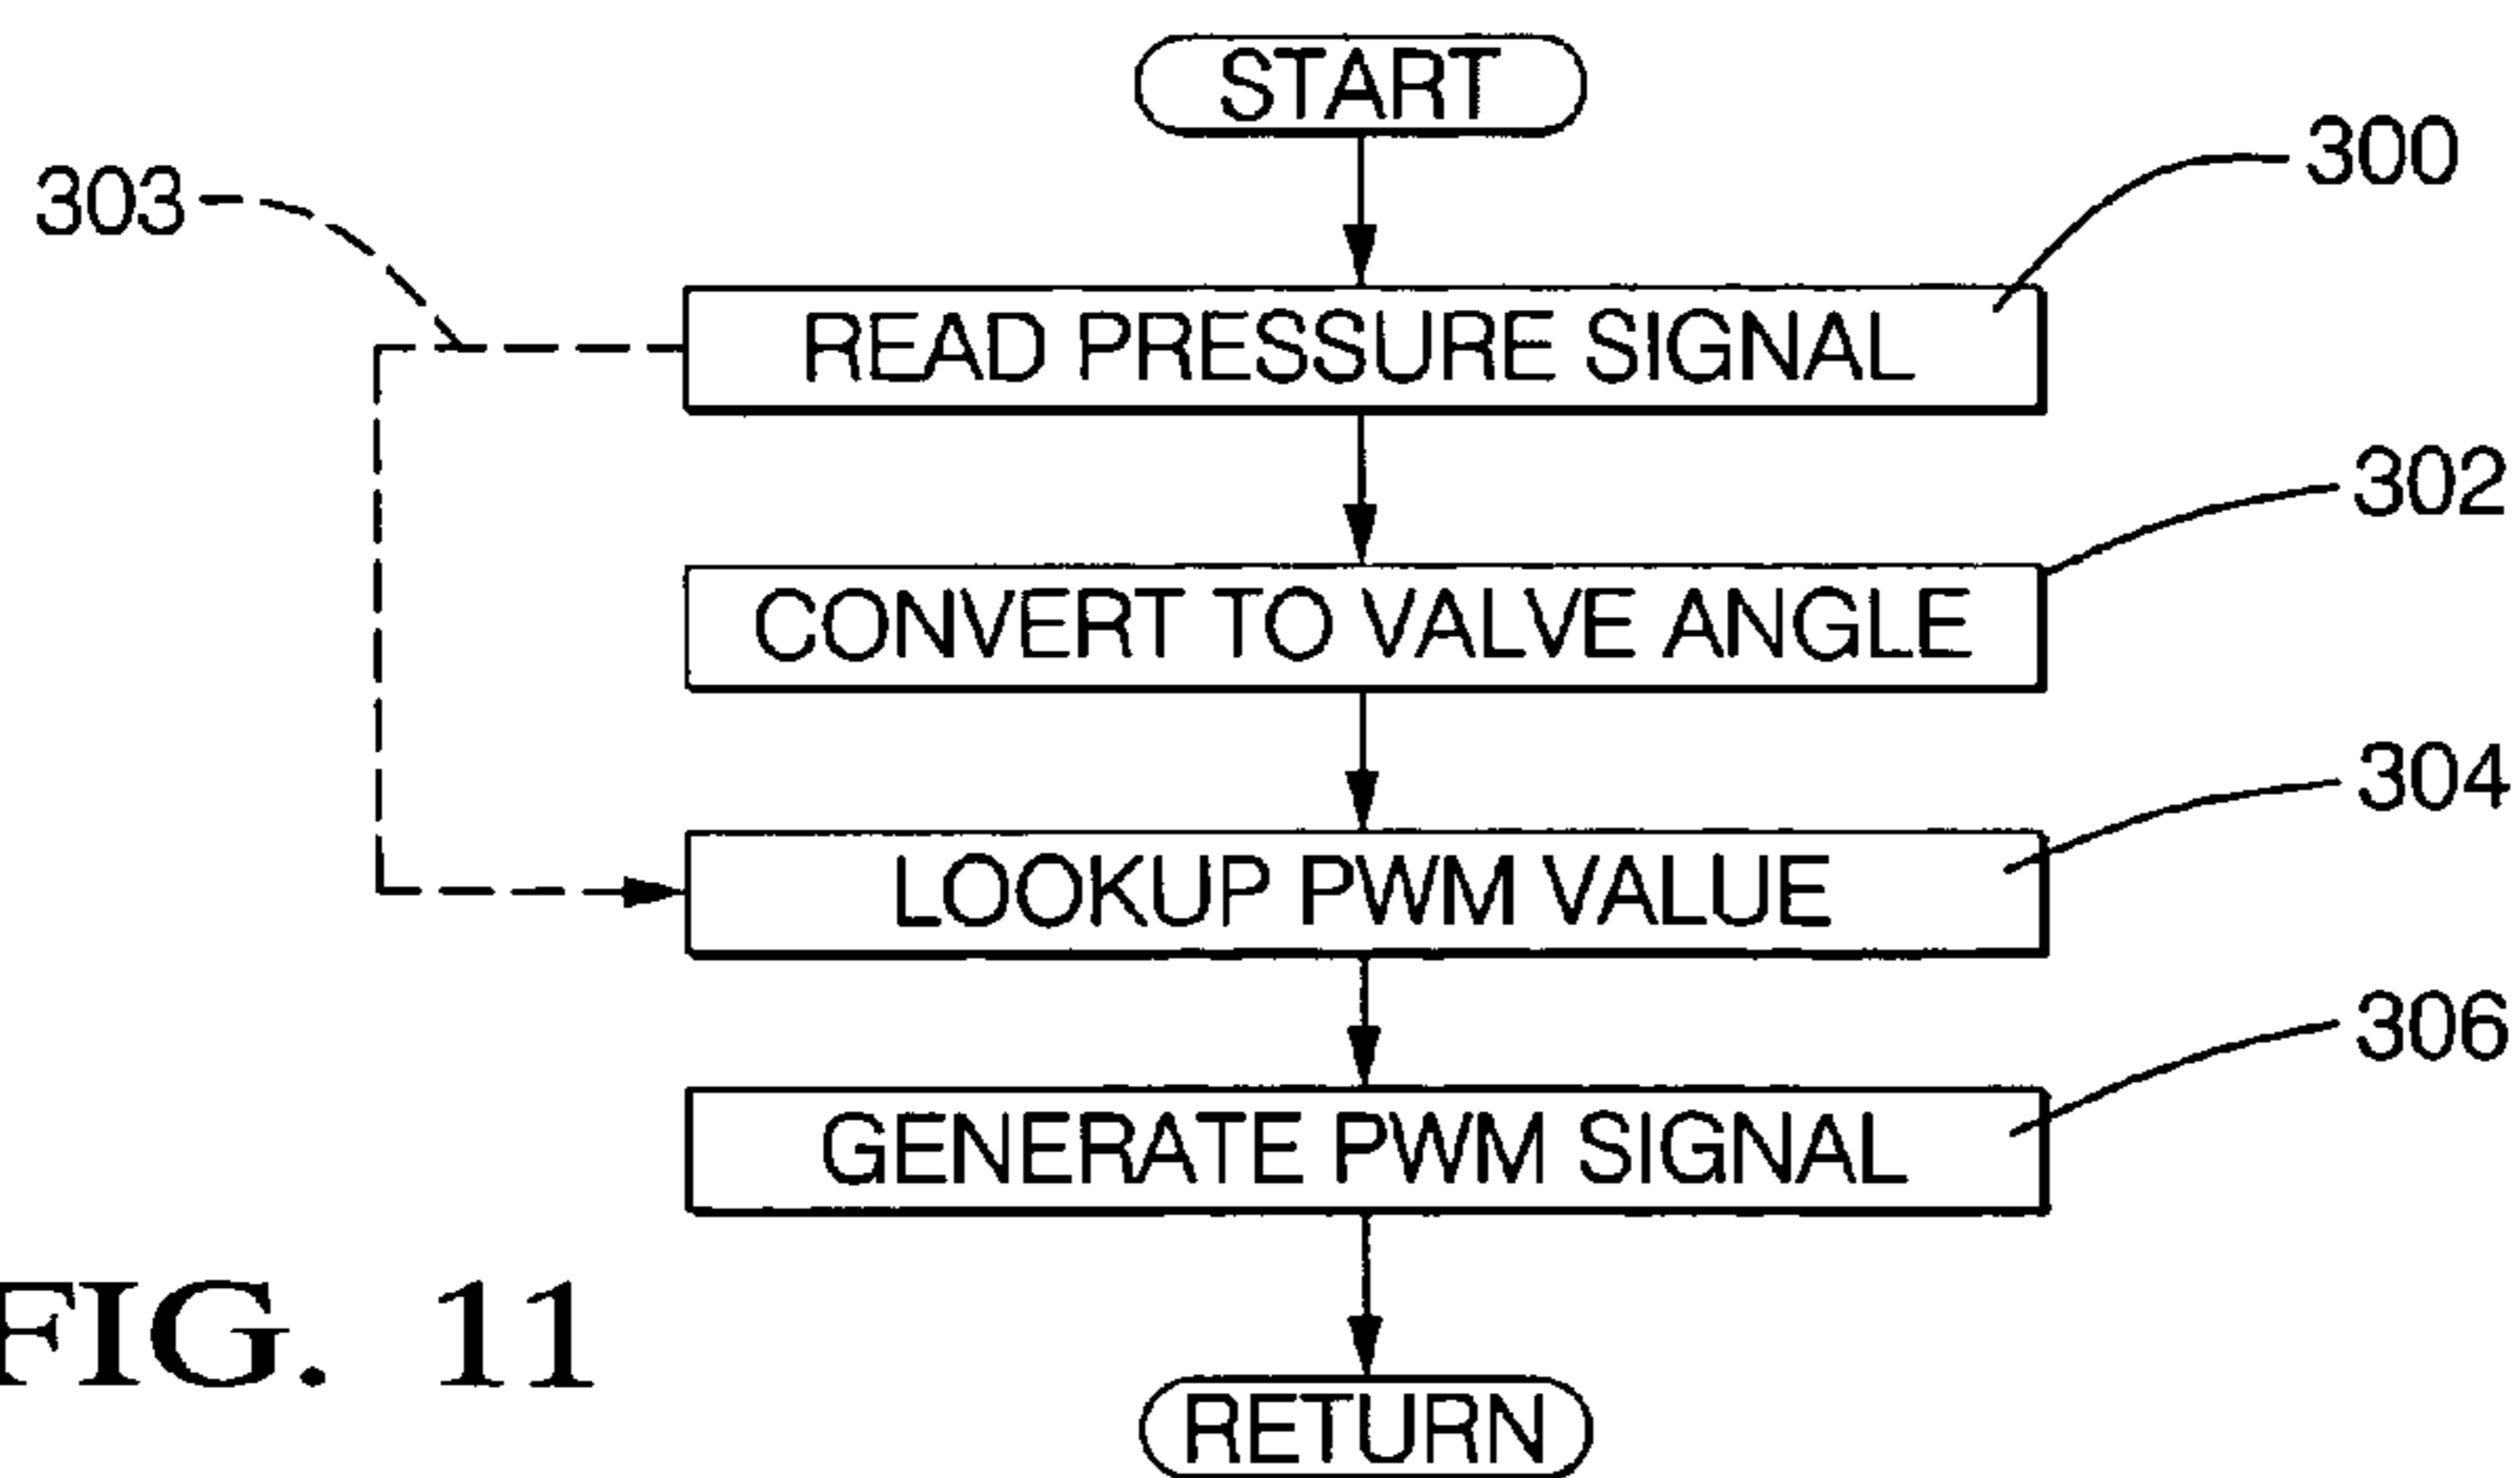 START
300
303
READ PRESSURE SIGNAL
302
CONVERT TO VALVE ANGLE
304
LOOKUP PWM VALUE
306
GENERATE PWM SIGNAL
FIG. 11
RETURN